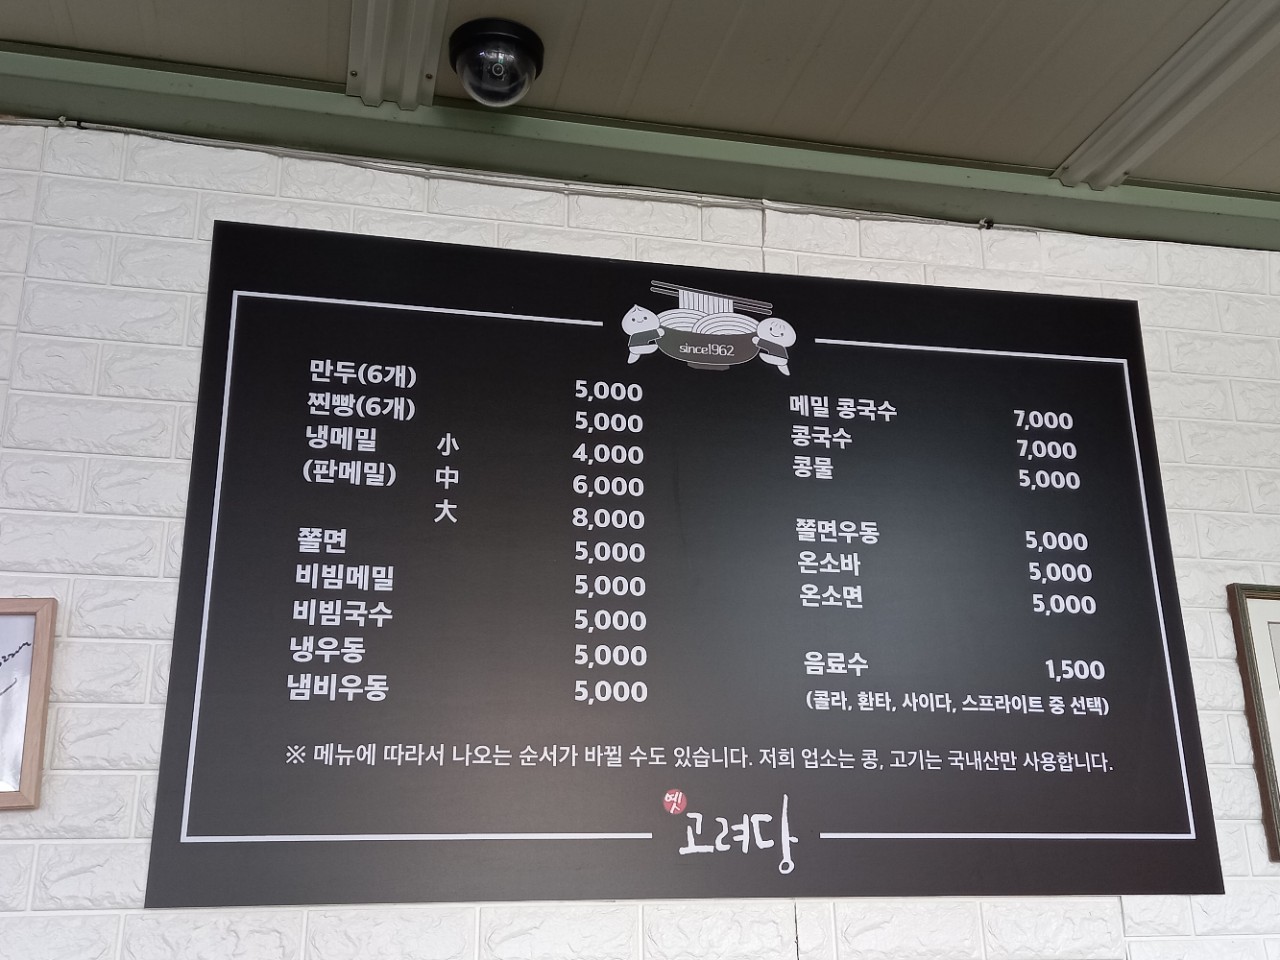 since1962
만두(6개) 5,000
찐빵(6개) 5,000
냉메밀 小 4,000
(판메밀) 中 6,000
大 8,000
쫄면 5,000
비빔메밀 5,000
비빔국수 5,000
냉우동 5,000
냄비우동 5,000
메밀 콩국수 7,000
콩국수 7,000
콩물 5,000
쫄면우동 5,000
온소바 5,000
온소면 5,000
음료수 1,500
(콜라, 환타, 사이다, 스프라이트 중 선택)
※ 메뉴에 따라서 나오는 순서가 바뀔 수도 있습니다. 저희 업소는 콩, 고기는 국내산만 사용합니다.
옛 고려당